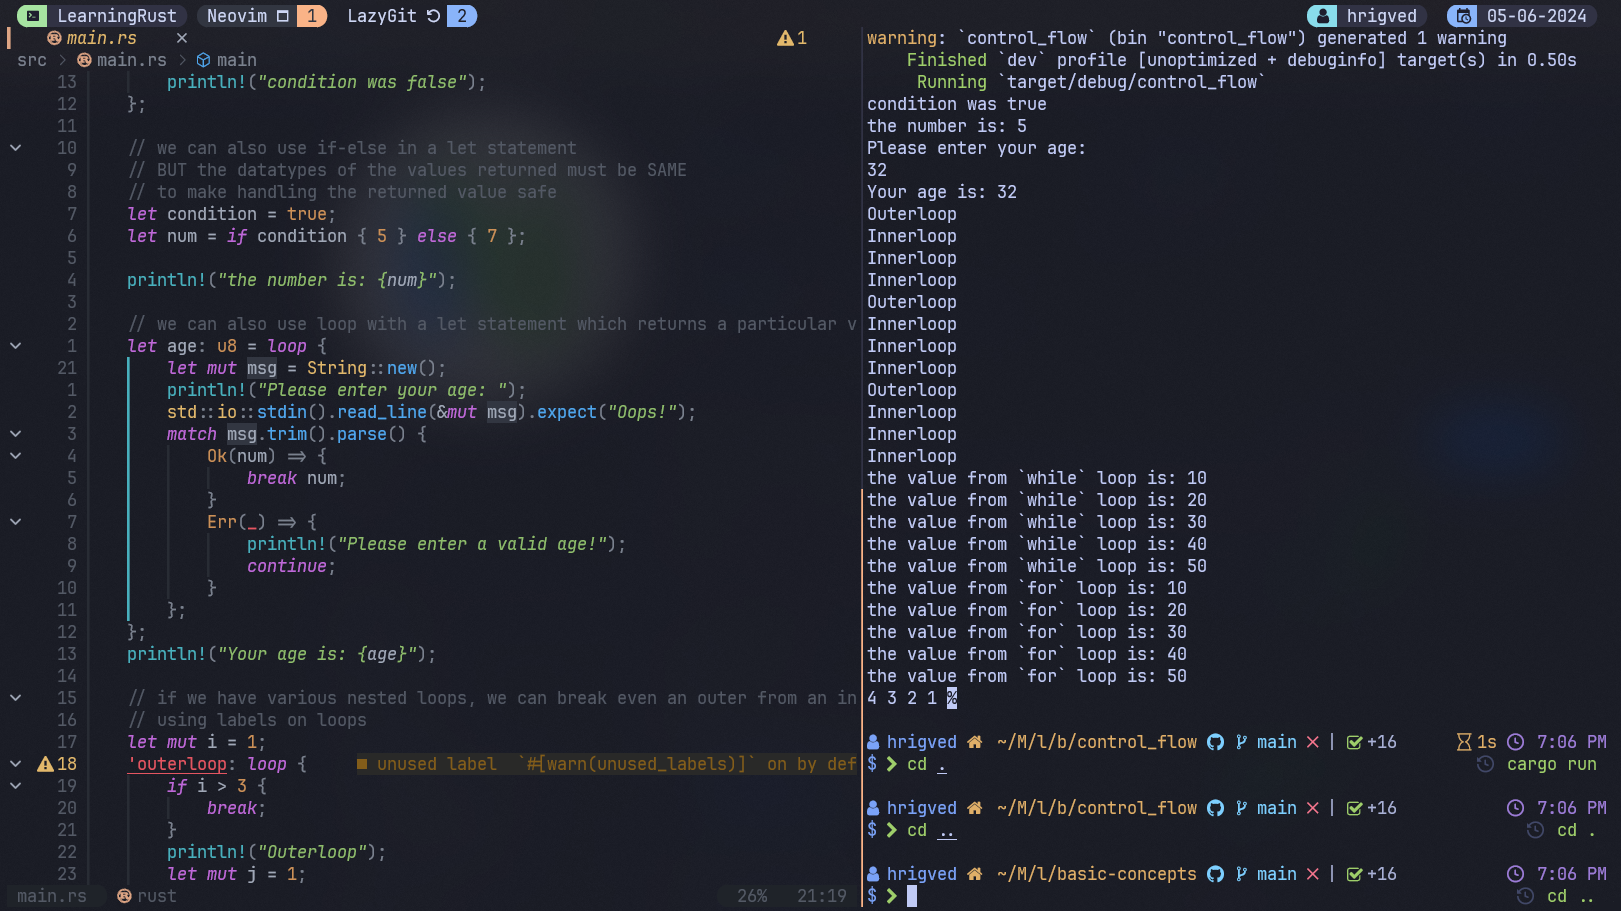 LearningRust Neovim 1 LazyGit 2 hrigved 05-06-2024
main.rs × 1
src > main.rs > main
13 println!("condition was false");
12 };
11
10 // we can also use if-else in a let statement
9 // BUT the datatypes of the values returned must be SAME
8 // to make handling the returned value safe
7 let condition = true;
6 let num = if condition { 5 } else { 7 };
5
4 println!("the number is: {num}");
3
2 // we can also use loop with a let statement which returns a particular v
1 let age: u8 = loop {
21 let mut msg = String::new();
1 println!("Please enter your age: ");
2 std::io::stdin().read_line(&mut msg).expect("Oops!");
3 match msg.trim().parse() {
4 Ok(num) => {
5 break num;
6 }
7 Err(_) => {
8 println!("Please enter a valid age!");
9 continue;
10 }
11 };
12 };
13 println!("Your age is: {age}");
14
15 // if we have various nested loops, we can break even an outer from an in
16 // using labels on loops
17 let mut i = 1;
18 'outerloop: loop { ■ unused label `#[warn(unused_labels)]` on by def
19 if i > 3 {
20 break;
21 }
22 println!("Outerloop");
23 let mut j = 1;
main.rs rust 26% 21:19
warning: `control_flow` (bin "control_flow") generated 1 warning
Finished `dev` profile [unoptimized + debuginfo] target(s) in 0.50s
Running `target/debug/control_flow`
condition was true
the number is: 5
Please enter your age:
32
Your age is: 32
Outerloop
Innerloop
Innerloop
Innerloop
Outerloop
Innerloop
Innerloop
Innerloop
Outerloop
Innerloop
Innerloop
Innerloop
the value from `while` loop is: 10
the value from `while` loop is: 20
the value from `while` loop is: 30
the value from `while` loop is: 40
the value from `while` loop is: 50
the value from `for` loop is: 10
the value from `for` loop is: 20
the value from `for` loop is: 30
the value from `for` loop is: 40
the value from `for` loop is: 50
4 3 2 1 %
hrigved ~/M/l/b/control_flow main × | +16 1s 7:06 PM
$ > cd . cargo run
hrigved ~/M/l/b/control_flow main × | +16 7:06 PM
$ > cd .. cd .
hrigved ~/M/l/basic-concepts main × | +16 7:06 PM
$ > cd ..